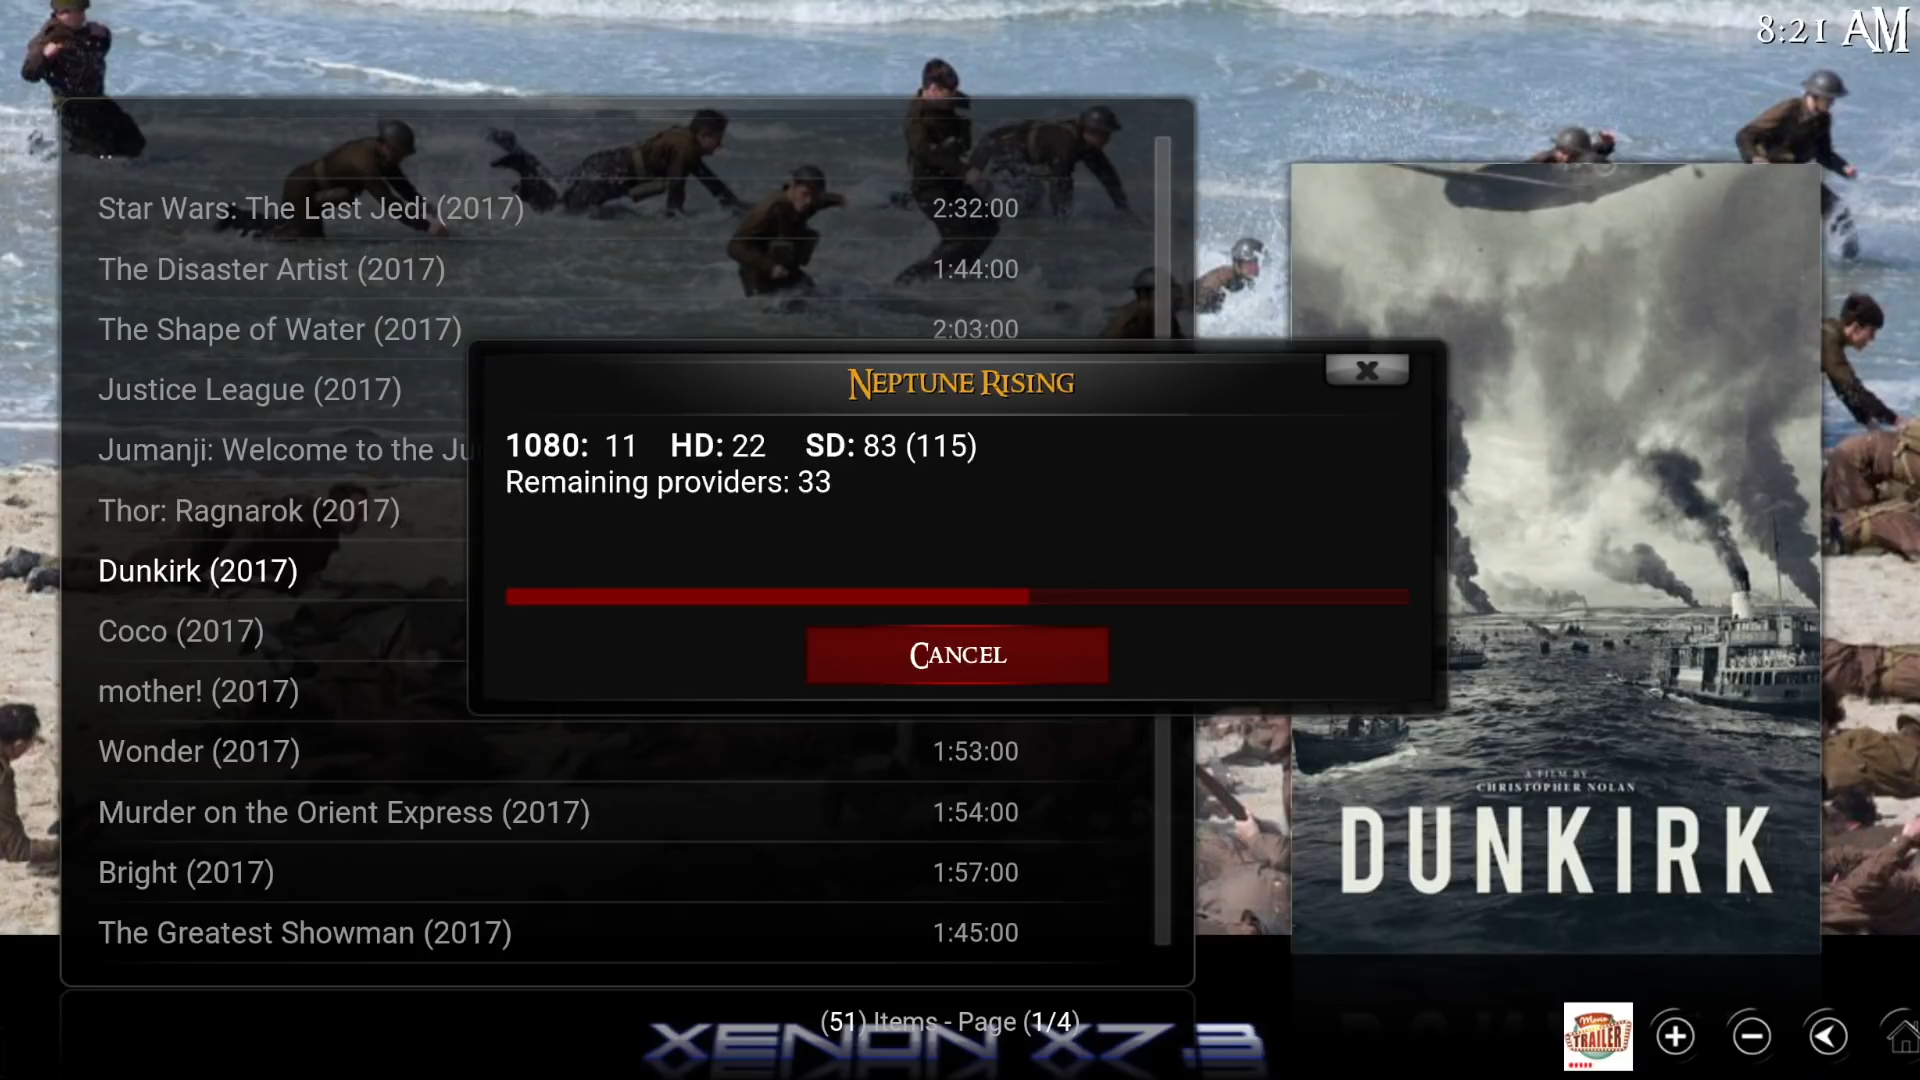 8:21 AM
..
Star Wars: The Last Jedi (2017) 2:32:00
The Disaster Artist (2017) 1:44:00
The Shape of Water (2017) 2:03:00
Justice League (2017)
Jumanji: Welcome to the Ju
Thor: Ragnarok (2017)
Dunkirk (2017)
Coco (2017)
mother! (2017)
Wonder (2017) 1:53:00
Murder on the Orient Express (2017) 1:54:00
Bright (2017) 1:57:00
The Greatest Showman (2017) 1:45:00
NEPTUNE RISING
X
1080: 11 HD: 22 SD: 83 (115)
Remaining providers: 33
CANCEL
A FILM BY
CHRISTOPHER NOLAN
DUNKIRK
(51) Items - Page (1/4)
XENON X7.3
TRAILER